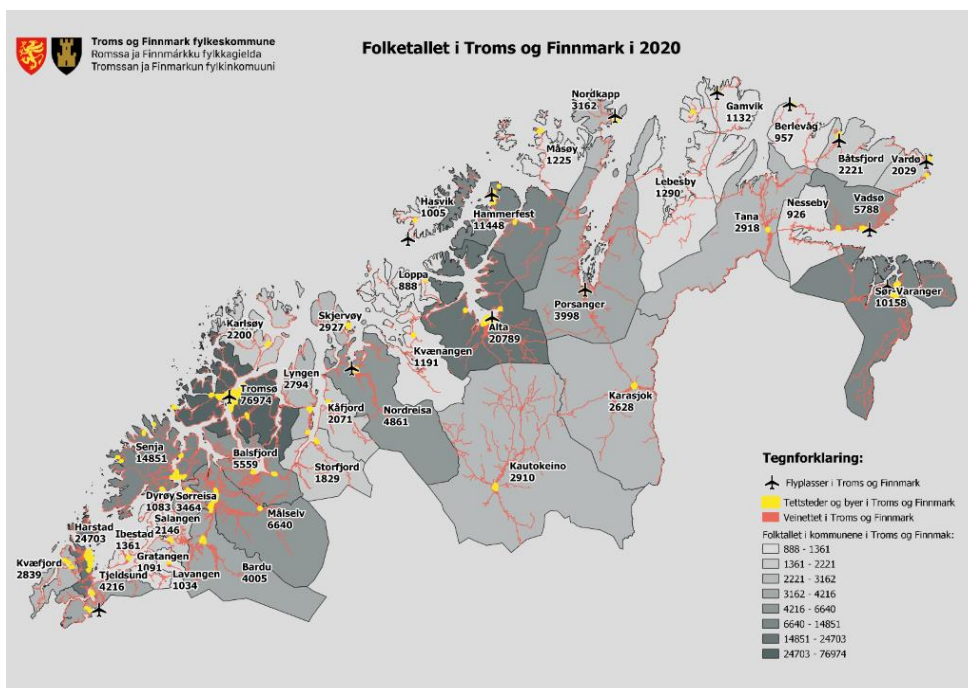 Troms og Finnmark fylkeskommune
Romssa ja Finnmárkku fylkkagielda
Tromssan ja Finmarkun fylkinkomuuni
Folketallet i Troms og Finnmark i 2020
Nordkapp
3162
Gamvik
1132
Berlevåg
957
Måsøy
1225
Båtsfjord
2221
Vardø
2029
Lebesby
1290
Hasvik
1005
Hammerfest
11448
Nesseby
926
Vadsø
5788
Tana
2918
Loppa
888
Porsanger
3998
Sør-Varanger
10158
Skjervøy
2927
Karlsøy
2200
Alta
20789
Kvænangen
1191
Lyngen
2794
Tromsø
76974
Kåfjord
2071
Nordreisa
4861
Karasjok
2628
Senja
14851
Balsfjord
5559
Storfjord
1829
Kautokeino
2910
Dyrøy
1083
Sørreisa
3464
Målselv
6640
Salangen
2146
Harstad
24703
Ibestad
1361
Gratangen
1091
Kvæfjord
2839
Tjeldsund
4216
Lavangen
1034
Bardu
4005
Tegnforklaring:
Flyplasser i Troms og Finnmark
Tettsteder og byer i Troms og Finnmark
Veinettet i Troms og Finnmark
Folktallet i kommunene i Troms og Finnmak:
888 - 1361
1361 - 2221
2221 - 3162
3162 - 4216
4216 - 6640
6640 - 14851
14851 - 24703
24703 - 76974